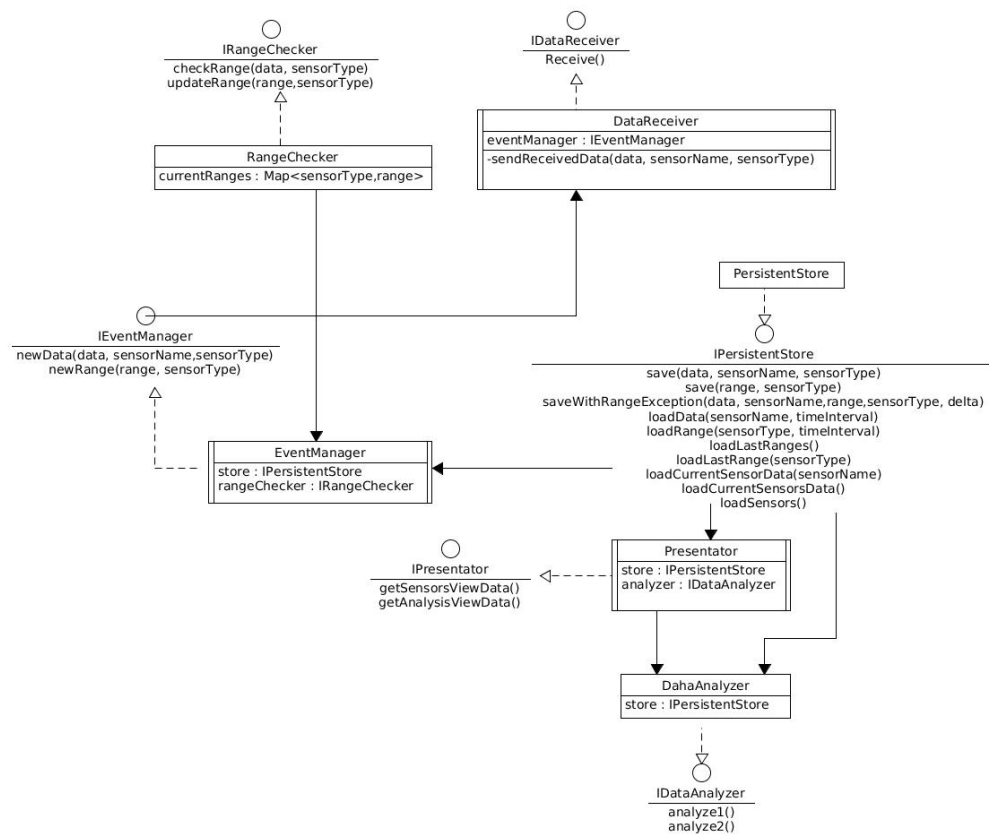 IRangeChecker
checkRange(data, sensorType)
updateRange(range,sensorType)
IDataReceiver
Receive()
DataReceiver
eventManager : IEventManager
-sendReceivedData(data, sensorName, sensorType)
RangeChecker
currentRanges : Map<sensorType,range>
PersistentStore
IEventManager
newData(data, sensorName,sensorType)
newRange(range, sensorType)
IPersistentStore
save(data, sensorName, sensorType)
save(range, sensorType)
saveWithRangeException(data, sensorName,range,sensorType, delta)
loadData(sensorName, timeInterval)
loadRange(sensorType, timeInterval)
loadLastRanges()
loadLastRange(sensorType)
loadCurrentSensorData(sensorName)
loadCurrentSensorsData()
loadSensors()
EventManager
store : IPersistentStore
rangeChecker : IRangeChecker
IPresentator
getSensorsViewData()
getAnalysisViewData()
Presentator
store : IPersistentStore
analyzer : IDataAnalyzer
DahaAnalyzer
store : IPersistentStore
IDataAnalyzer
analyze1()
analyze2()